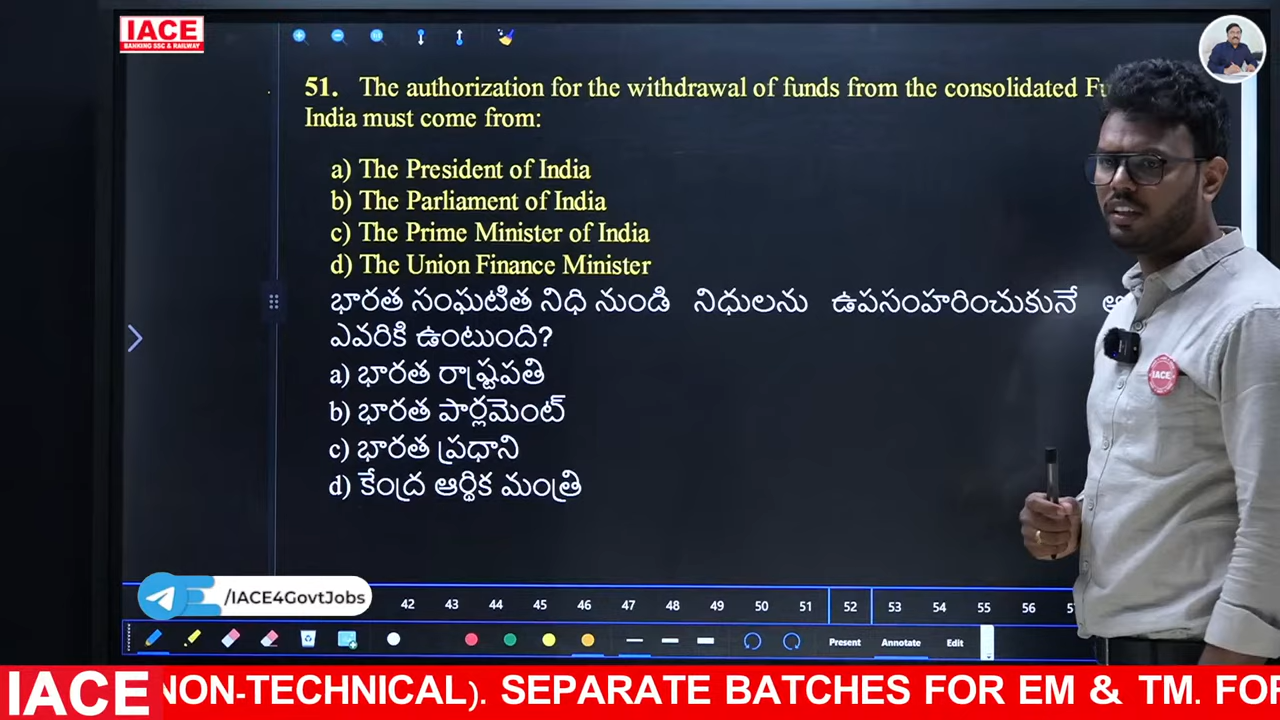 IACE
BANKING SSC & RAILWAY
51. The authorization for the withdrawal of funds from the consolidated
India must come from:
a) The President of India
b) The Parliament of India
c) The Prime Minister of India
d) The Union Finance Minister
భారత సంఘటిత నిధి నుండి నిధులను ఉపసంహరించుకునే
ఎవరికి ఉంటుంది?
a) భారత రాష్ట్రపతి
b) భారత పార్లమెంట్
c) భారత ప్రధాని
d) కేంద్ర ఆర్థిక మంత్రి
IACE
/IACE4GovtJobs
42 43 44 45 46 47 48 49 50 51 52 53 54 55 56
Present Annotate Edit
IACE NON-TECHNICAL). SEPARATE BATCHES FOR EM & TM. FOR